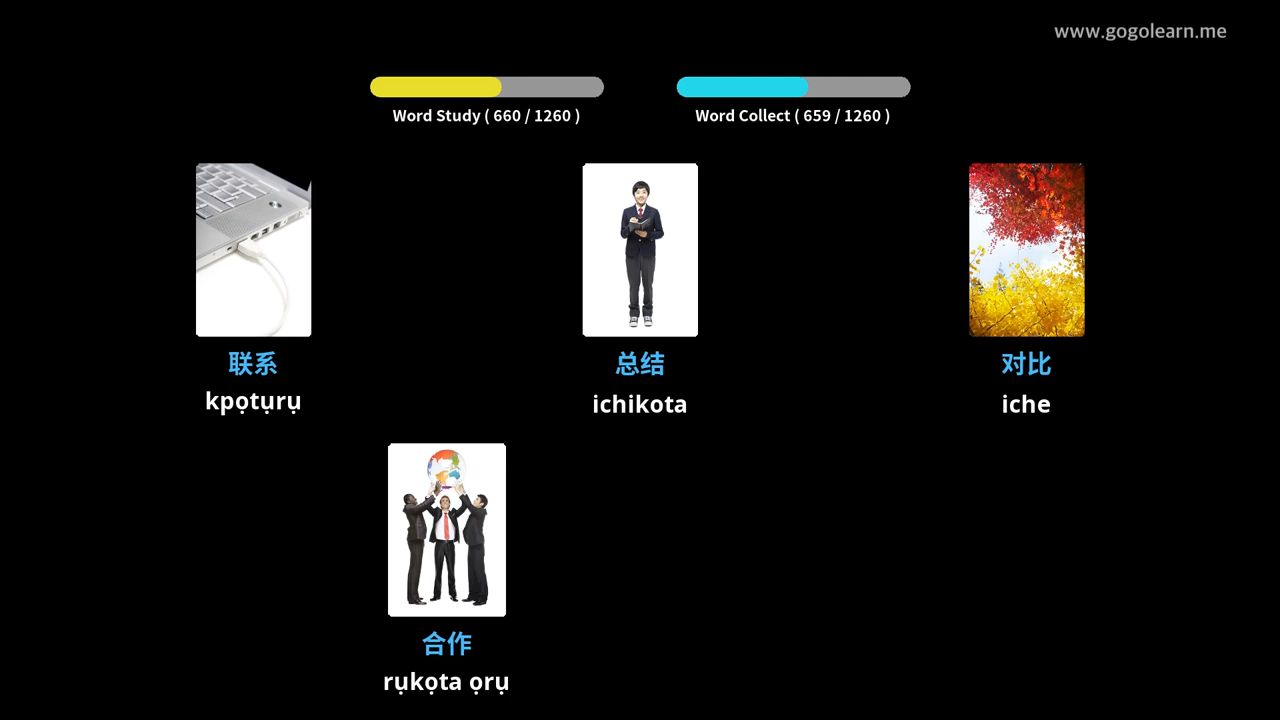 www.gogolearn.me
Word Study ( 660 / 1260 )
Word Collect ( 659 / 1260 )
联系
kpọtụrụ
总结
ichikota
对比
iche
合作
rụkọta ọrụ